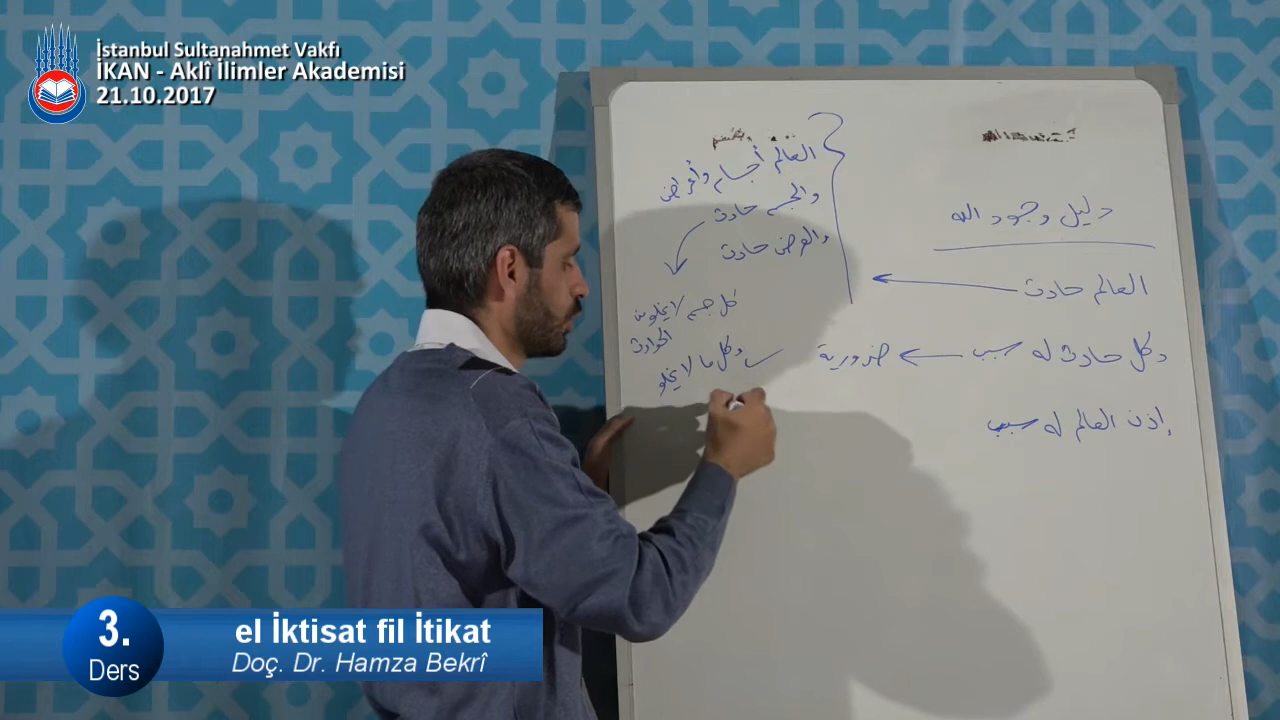 İstanbul Sultanahmet Vakfı
İKAN - Aklî İlimler Akademisi
21.10.2017
دليل وجود الله
العالم حادث
وكل حادث له سبب ← ضرورية
إذن العالم له سبب
العالم أجسام وأعراض
والجسم حادث
والعرض حادث
كل جسم لا يخلو من
الحوادث
وكل ما لا يخلو
3.
Ders
el İktisat fil İtikat
Doç. Dr. Hamza Bekrî